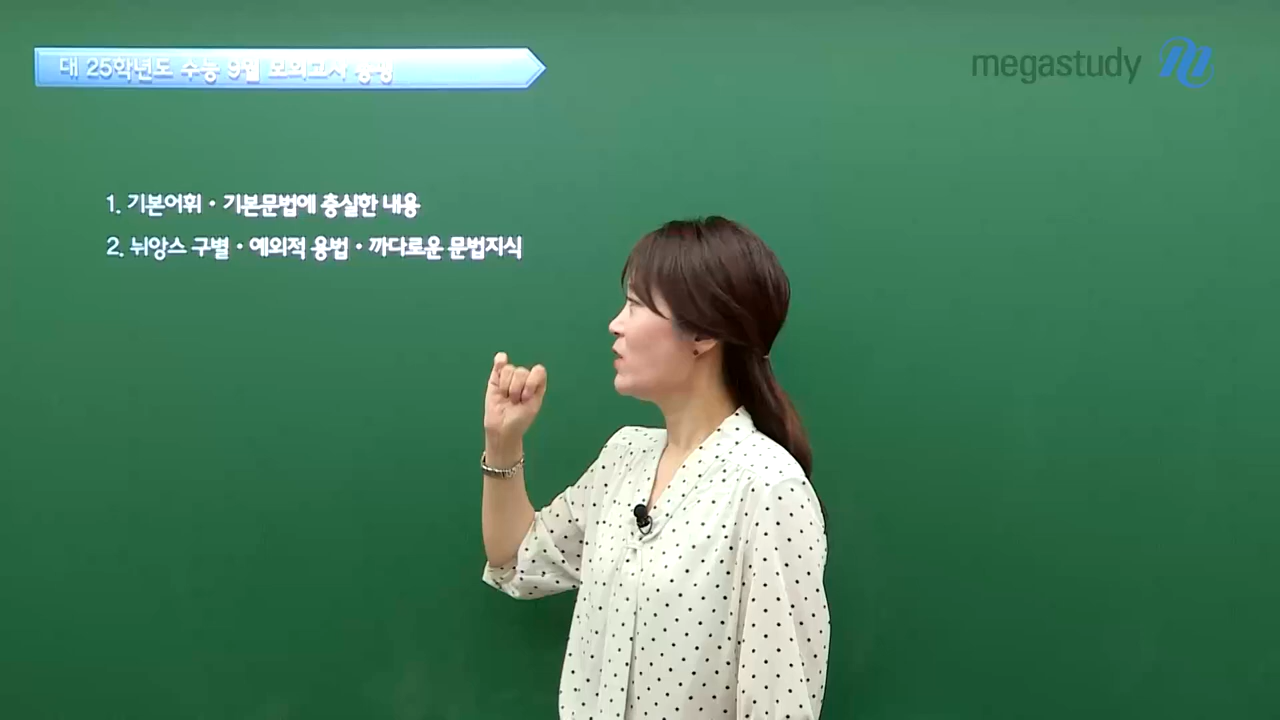 대 25학년도 수능 9월 모의고사 총평
megastudy
1. 기본어휘·기본문법에 충실한 내용
2. 뉘앙스 구별·예외적 용법·까다로운 문법지식